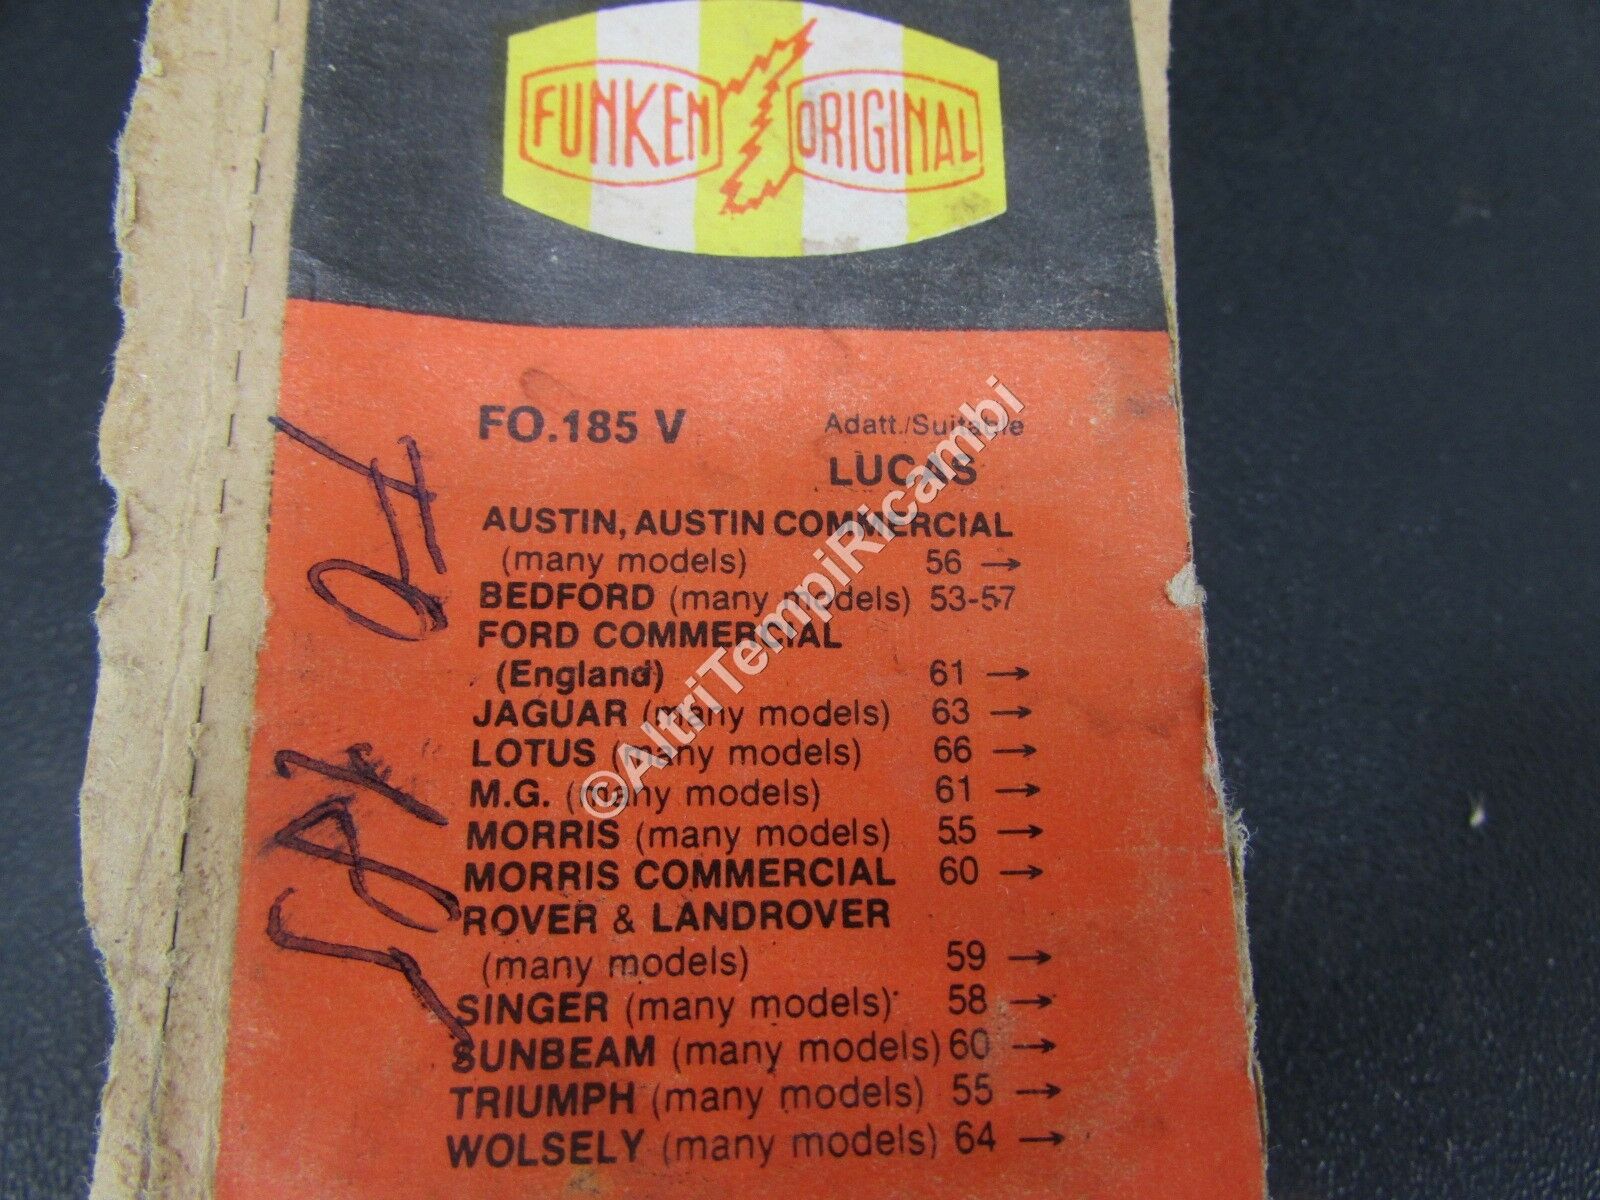 FUNKEN ORIGINAL
FO.185 V Adatt./Suitable
LUCAS
AUSTIN, AUSTIN COMMERCIAL
(many models) 56 →
BEDFORD (many models) 53-57
FORD COMMERCIAL
(England) 61 →
JAGUAR (many models) 63 →
LOTUS (many models) 66 →
M.G. (many models) 61 →
MORRIS (many models) 55 →
MORRIS COMMERCIAL 60 →
ROVER & LANDROVER
(many models) 59 →
SINGER (many models) 58 →
SUNBEAM (many models) 60 →
TRIUMPH (many models) 55 →
WOLSELY (many models) 64 →
©AltriTempiRicambi